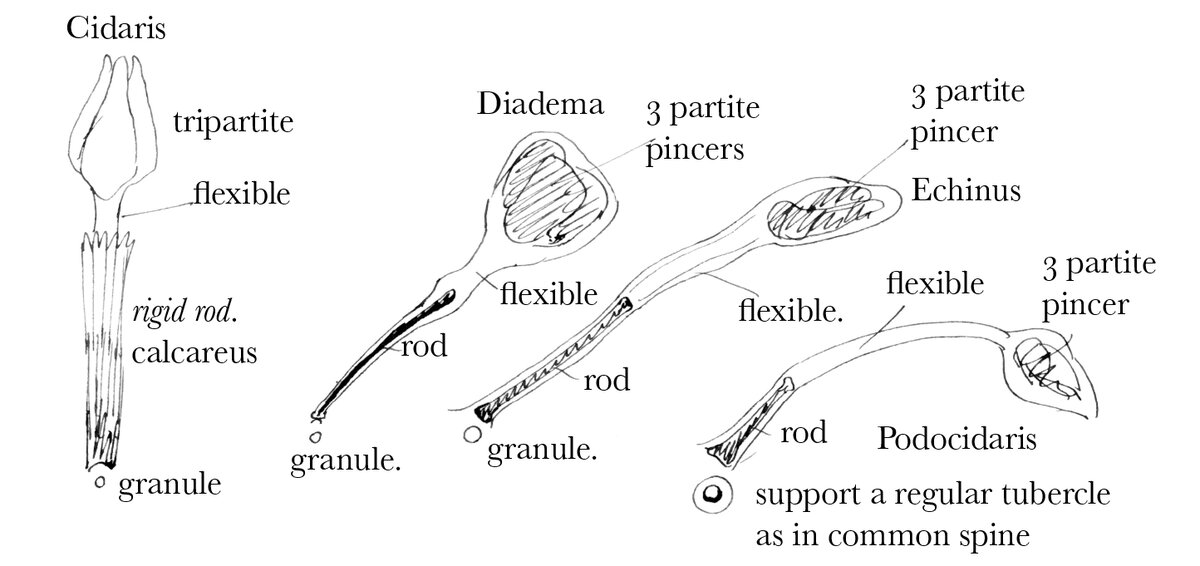 Cidaris
tripartite
flexible
rigid rod.
calcareus
granule
Diadema
3 partite
pincers
flexible
rod
granule.
3 partite
pincer
Echinus
flexible.
rod
granule.
flexible
3 partite
pincer
rod
Podocidaris
support a regular tubercle
as in common spine